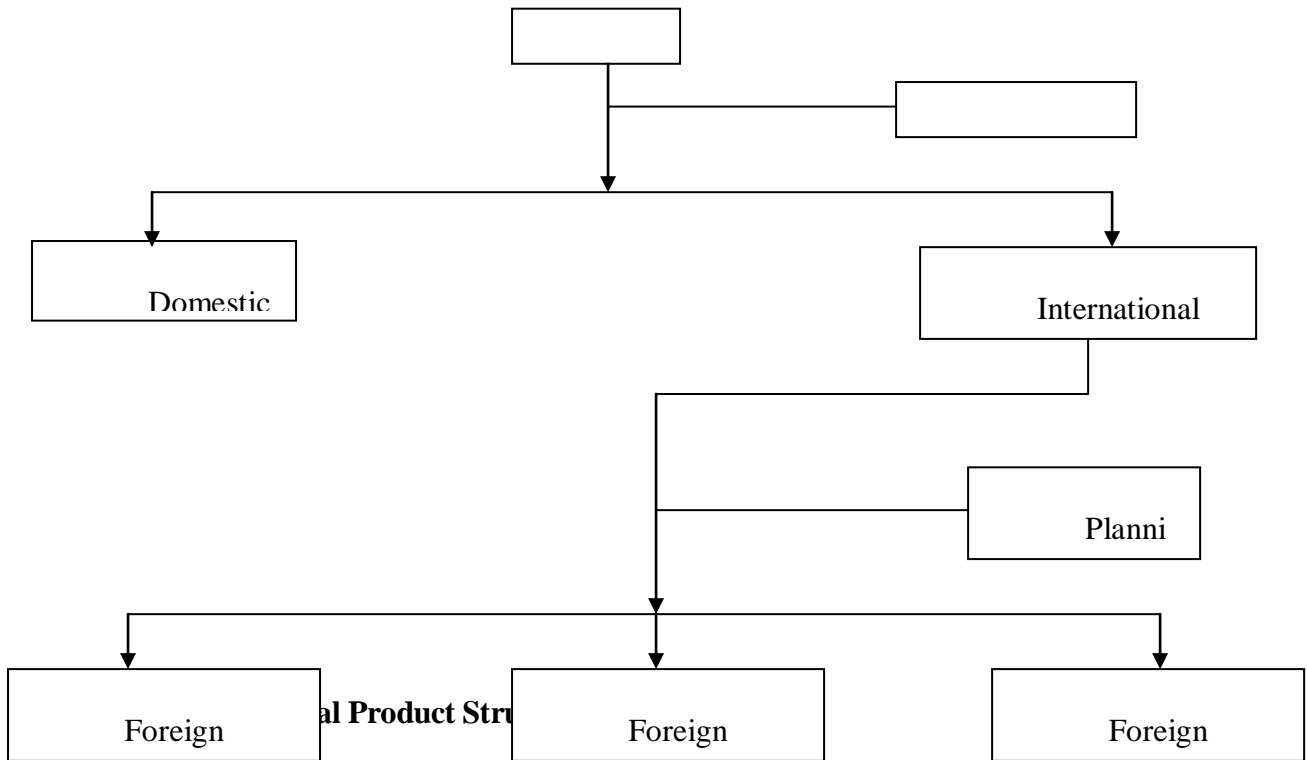 Domestic
International
Planni
al Product Stru
Foreign
Foreign
Foreign